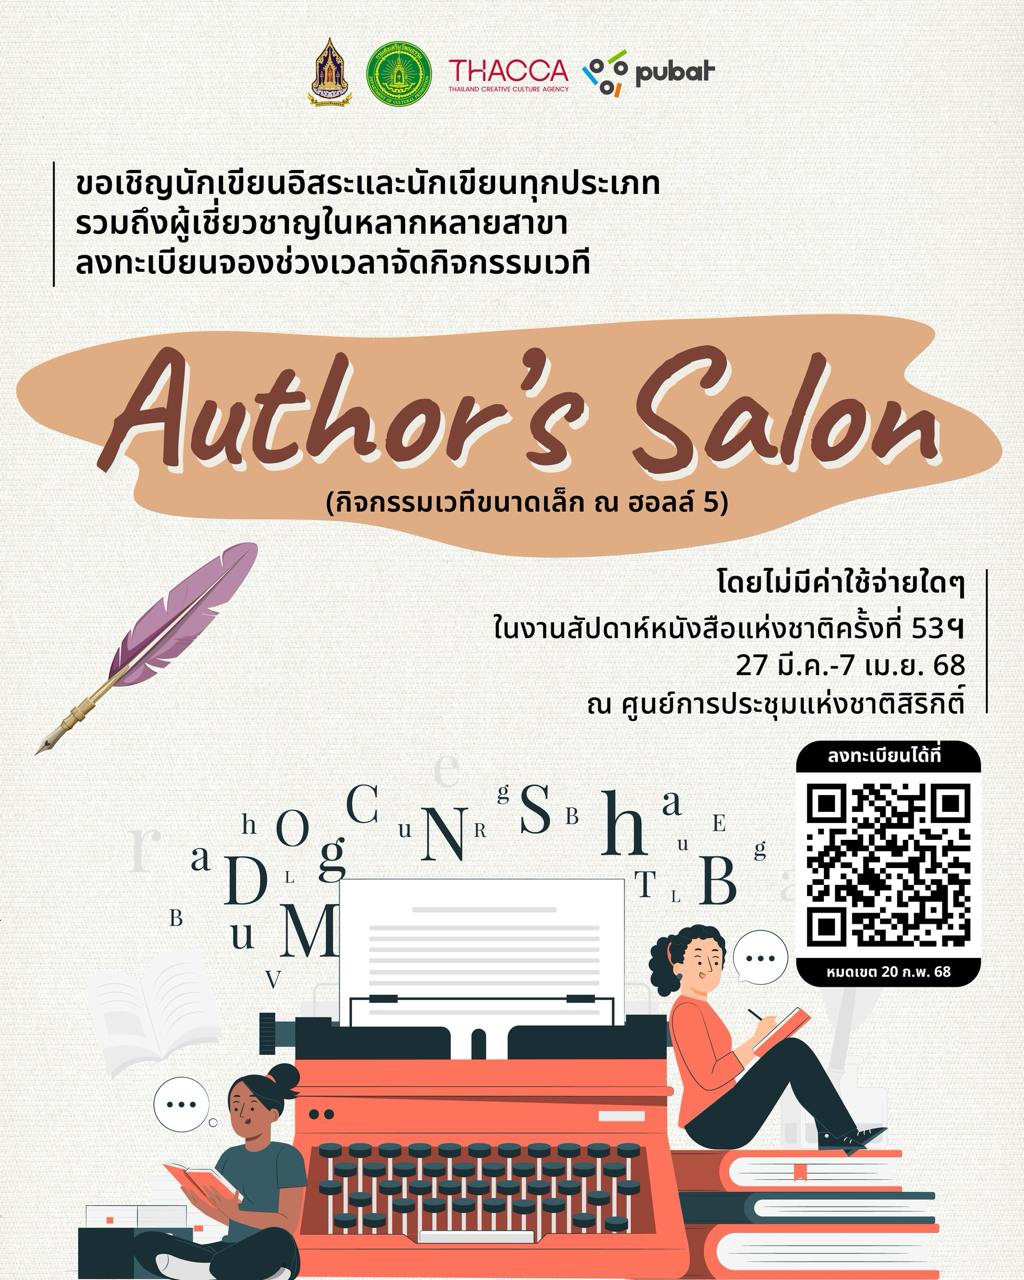 THACCA
THAILAND CREATIVE CULTURE AGENCY
pubat
ขอเชิญนักเขียนอิสระและนักเขียนทุกประเภท
รวมถึงผู้เชี่ยวชาญในหลากหลายสาขา
ลงทะเบียนจองช่วงเวลาจัดกิจกรรมเวที
Author's Salon
(กิจกรรมเวทีขนาดเล็ก ณ ฮอลล์ 5)
โดยไม่มีค่าใช้จ่ายใดๆ
ในงานสัปดาห์หนังสือแห่งชาติครั้งที่ 53ฯ
27 มี.ค.-7 เม.ย. 68
ณ ศูนย์การประชุมแห่งชาติสิริกิติ์
ลงทะเบียนได้ที่
หมดเขต 20 ก.พ. 68
e
r a h O C u N R g S B h a u E g
B D L g T L B a
u M
V